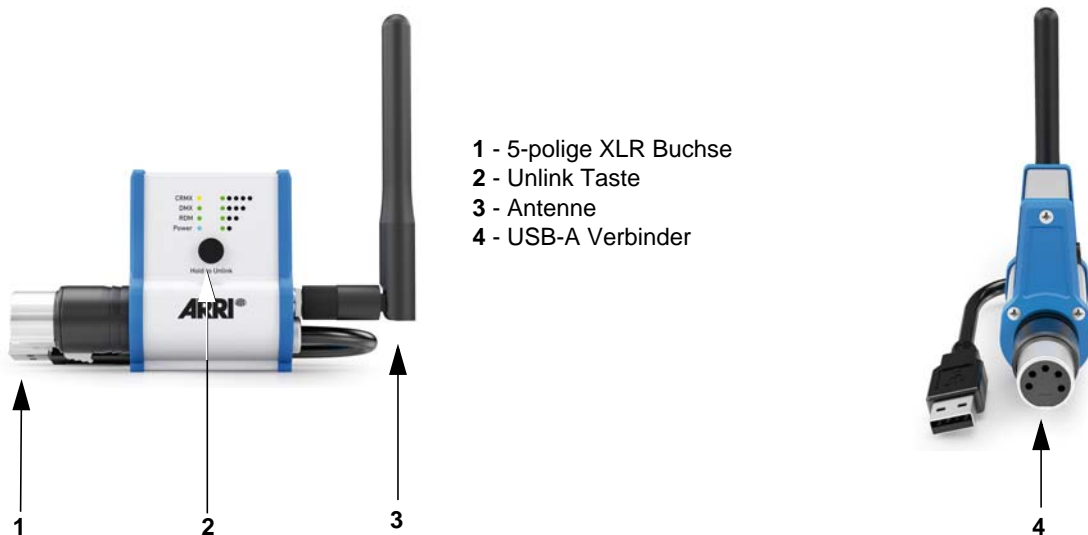 1 - 5-polige XLR Buchse
2 - Unlink Taste
3 - Antenne
4 - USB-A Verbinder
CRMX
DMX
RDM
Power
Hold to Unlink
ARRI®
1
2
3
4